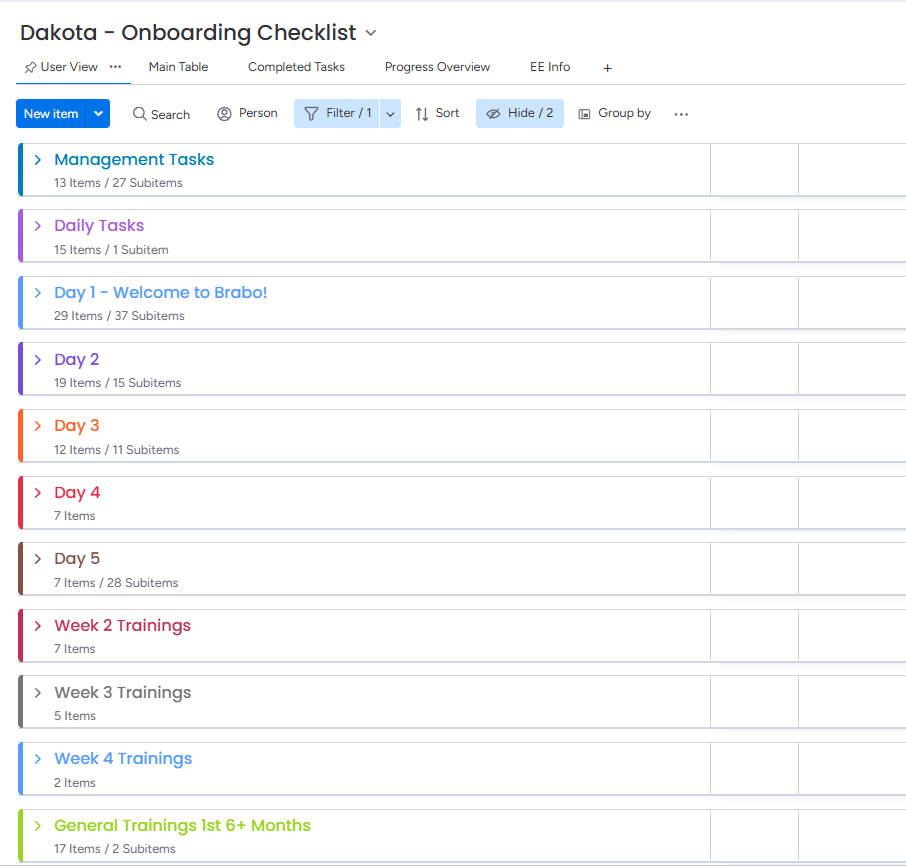 Dakota - Onboarding Checklist
User View ... Main Table Completed Tasks Progress Overview EE Info +
New item Search Person Filter / 1 Sort Hide / 2 Group by ...
Management Tasks
13 Items / 27 Subitems
Daily Tasks
15 Items / 1 Subitem
Day 1 - Welcome to Brabo!
29 Items / 37 Subitems
Day 2
19 Items / 15 Subitems
Day 3
12 Items / 11 Subitems
Day 4
7 Items
Day 5
7 Items / 28 Subitems
Week 2 Trainings
7 Items
Week 3 Trainings
5 Items
Week 4 Trainings
2 Items
General Trainings 1st 6+ Months
17 Items / 2 Subitems